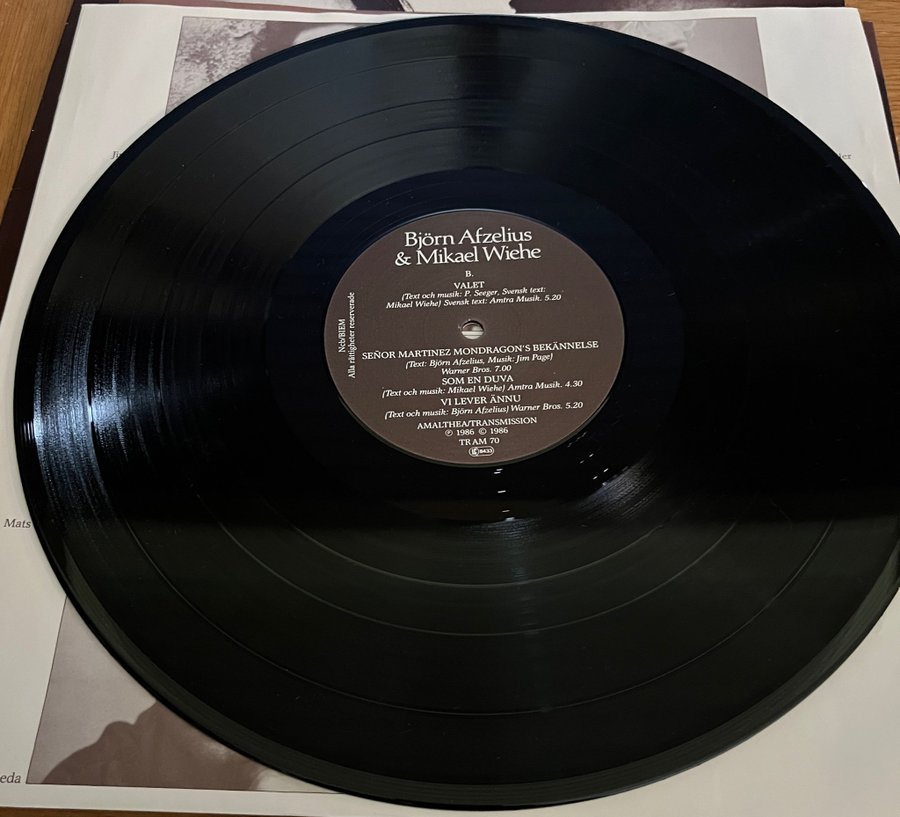 Björn Afzelius
& Mikael Wiehe
B.
VALET
(Text och musik: P. Seeger, Svensk text:
Mikael Wiehe) Svensk text: Amtra Musik. 5.20
Ncb/BIEM
Alla rättigheter reserverade
SEÑOR MARTINEZ MONDRAGON'S BEKÄNNELSE
(Text: Björn Afzelius, Musik: Jim Page)
Warner Bros. 7.00
SOM EN DUVA
(Text och musik: Mikael Wiehe) Amtra Musik. 4.30
VI LEVER ÄNNU
(Text och musik: Björn Afzelius) Warner Bros. 5.20
AMALTHEA/TRANSMISSION
℗ 1986 © 1986
TRAM 70
8433
Mats
eda